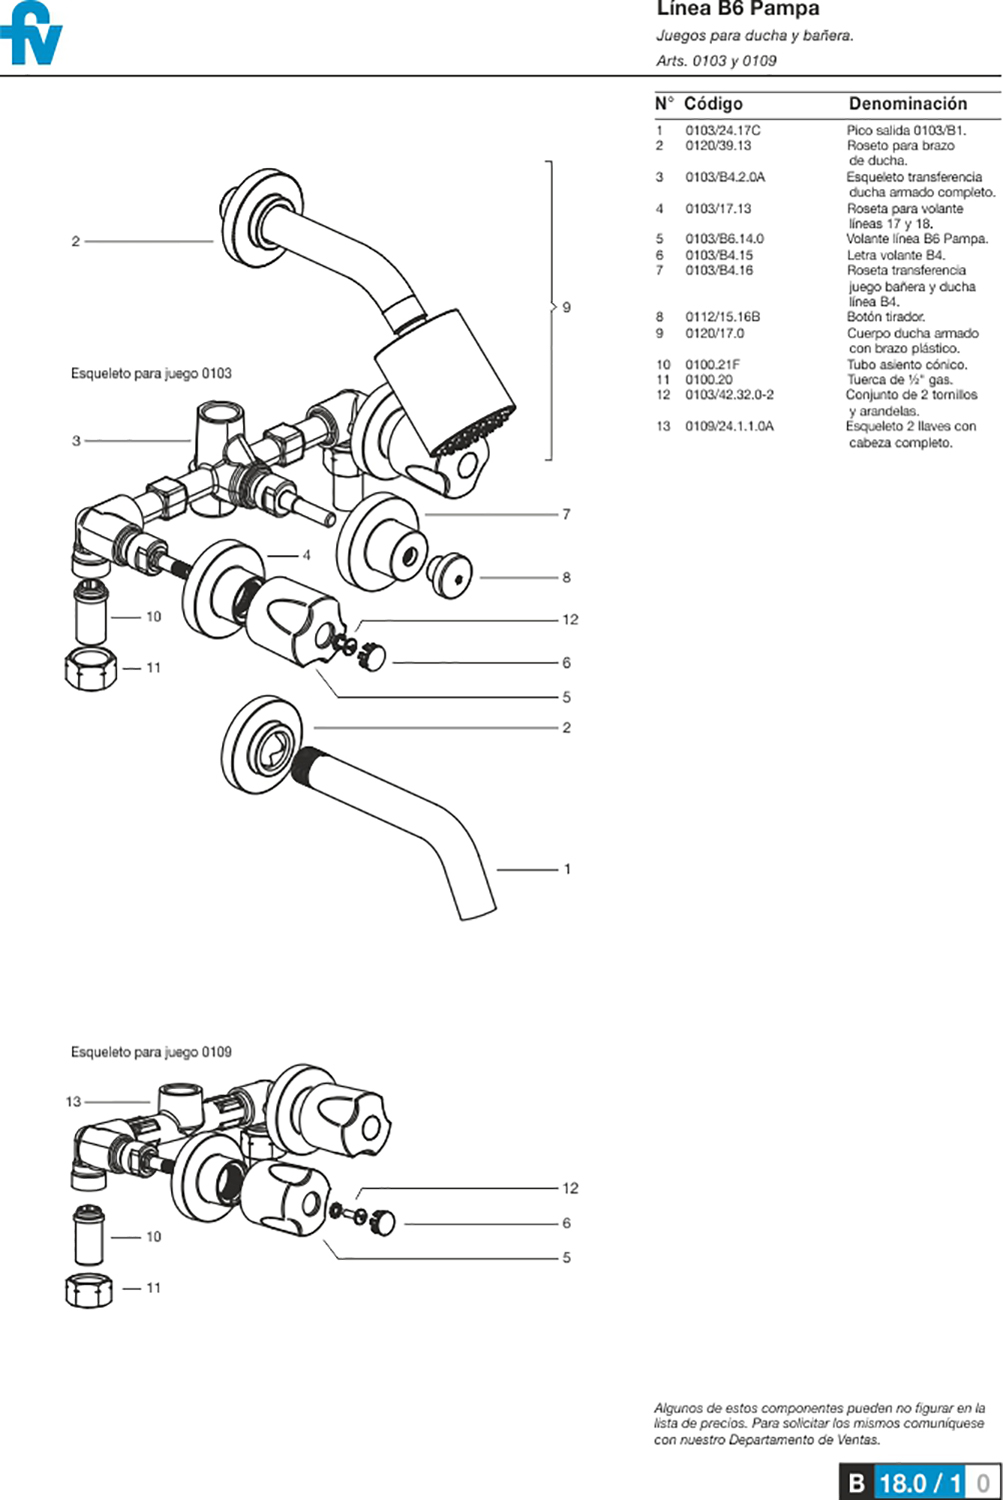 fv
Línea B6 Pampa
Juegos para ducha y bañera.
Arts. 0103 y 0109
N° Código Denominación
1 0103/24.17C Pico salida 0103/B1.
2 0120/39.13 Roseto para brazo
de ducha.
3 0103/B4.2.0A Esqueleto transferencia
ducha armado completo.
4 0103/17.13 Roseta para volante
líneas 17 y 18.
5 0103/B6.14.0 Volante línea B6 Pampa.
6 0103/B4.15 Letra volante B4.
7 0103/B4.16 Roseta transferencia
juego bañera y ducha
línea B4.
8 0112/15.16B Botón tirador.
9 0120/17.0 Cuerpo ducha armado
con brazo plástico.
10 0100.21F Tubo asiento cónico.
11 0100.20 Tuerca de ½" gas.
12 0103/42.32.0-2 Conjunto de 2 tornillos
y arandelas.
13 0109/24.1.1.0A Esqueleto 2 llaves con
cabeza completo.
2
9
Esqueleto para juego 0103
3
7
4
8
10
12
6
11
5
2
1
Esqueleto para juego 0109
13
12
6
10
5
11
Algunos de estos componentes pueden no figurar en la
lista de precios. Para solicitar los mismos comuníquese
con nuestro Departamento de Ventas.
B 18.0 / 1 0